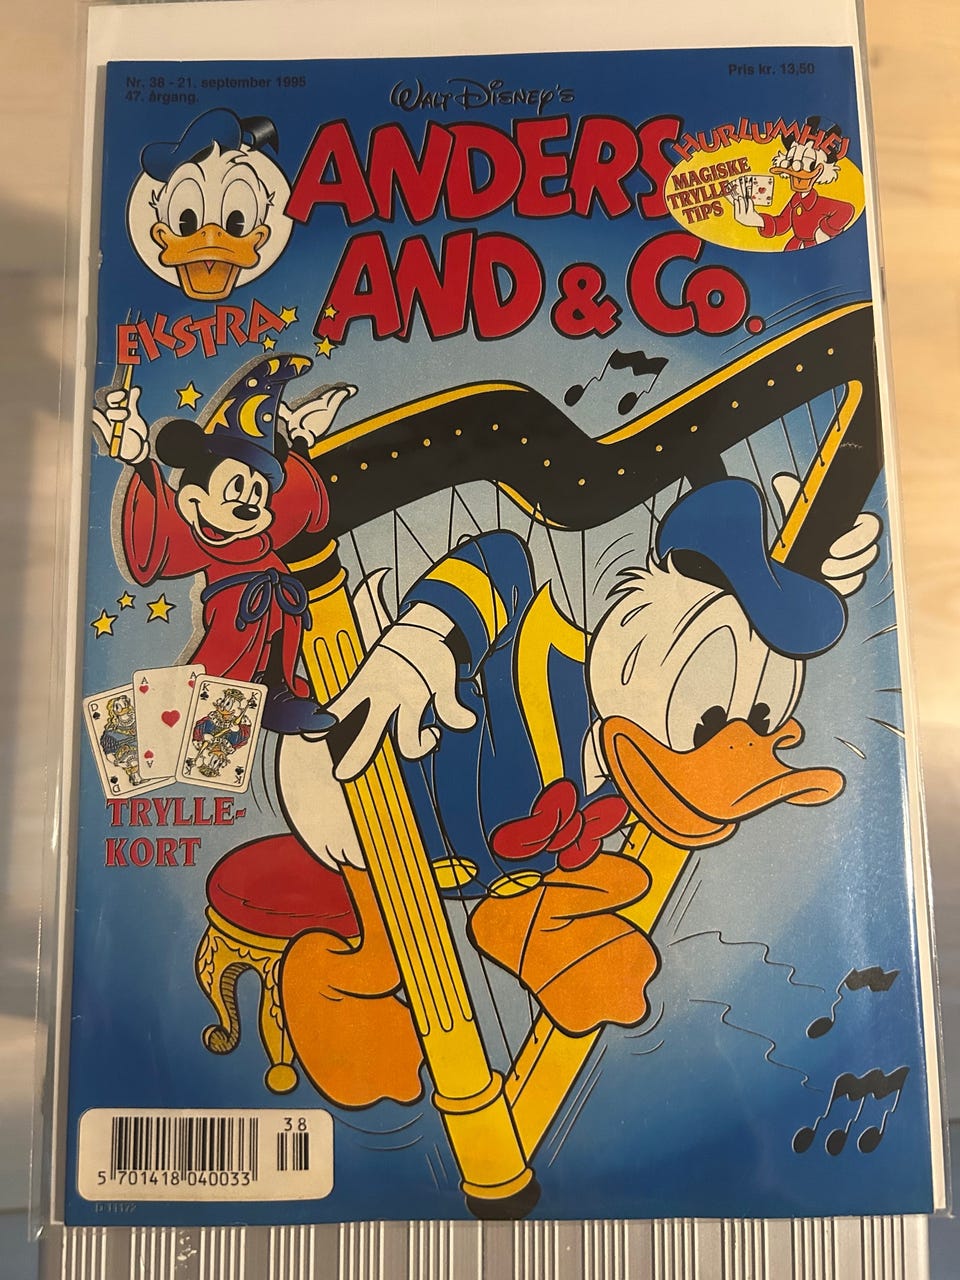 Nr. 38 - 21. september 1995
47. årgang.
Pris kr. 13,50
WALT DISNEY'S
ANDERS
AND & Co.
HURLUMHEJ
MAGISKE
TRYLLE-
TIPS
EKSTRA
D
A
A
K
K
A
D
K
TRYLLE-
KORT
38
5 701418 040033
D-11172